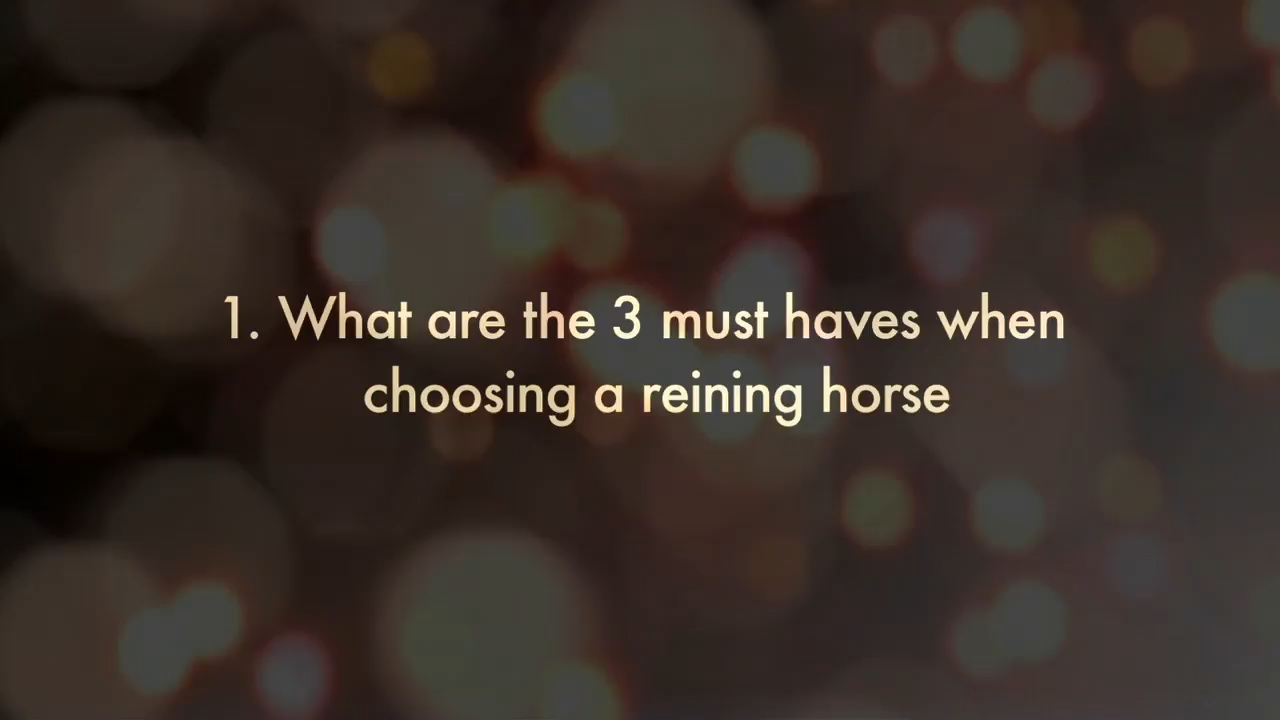 1. What are the 3 must haves when
choosing a reining horse